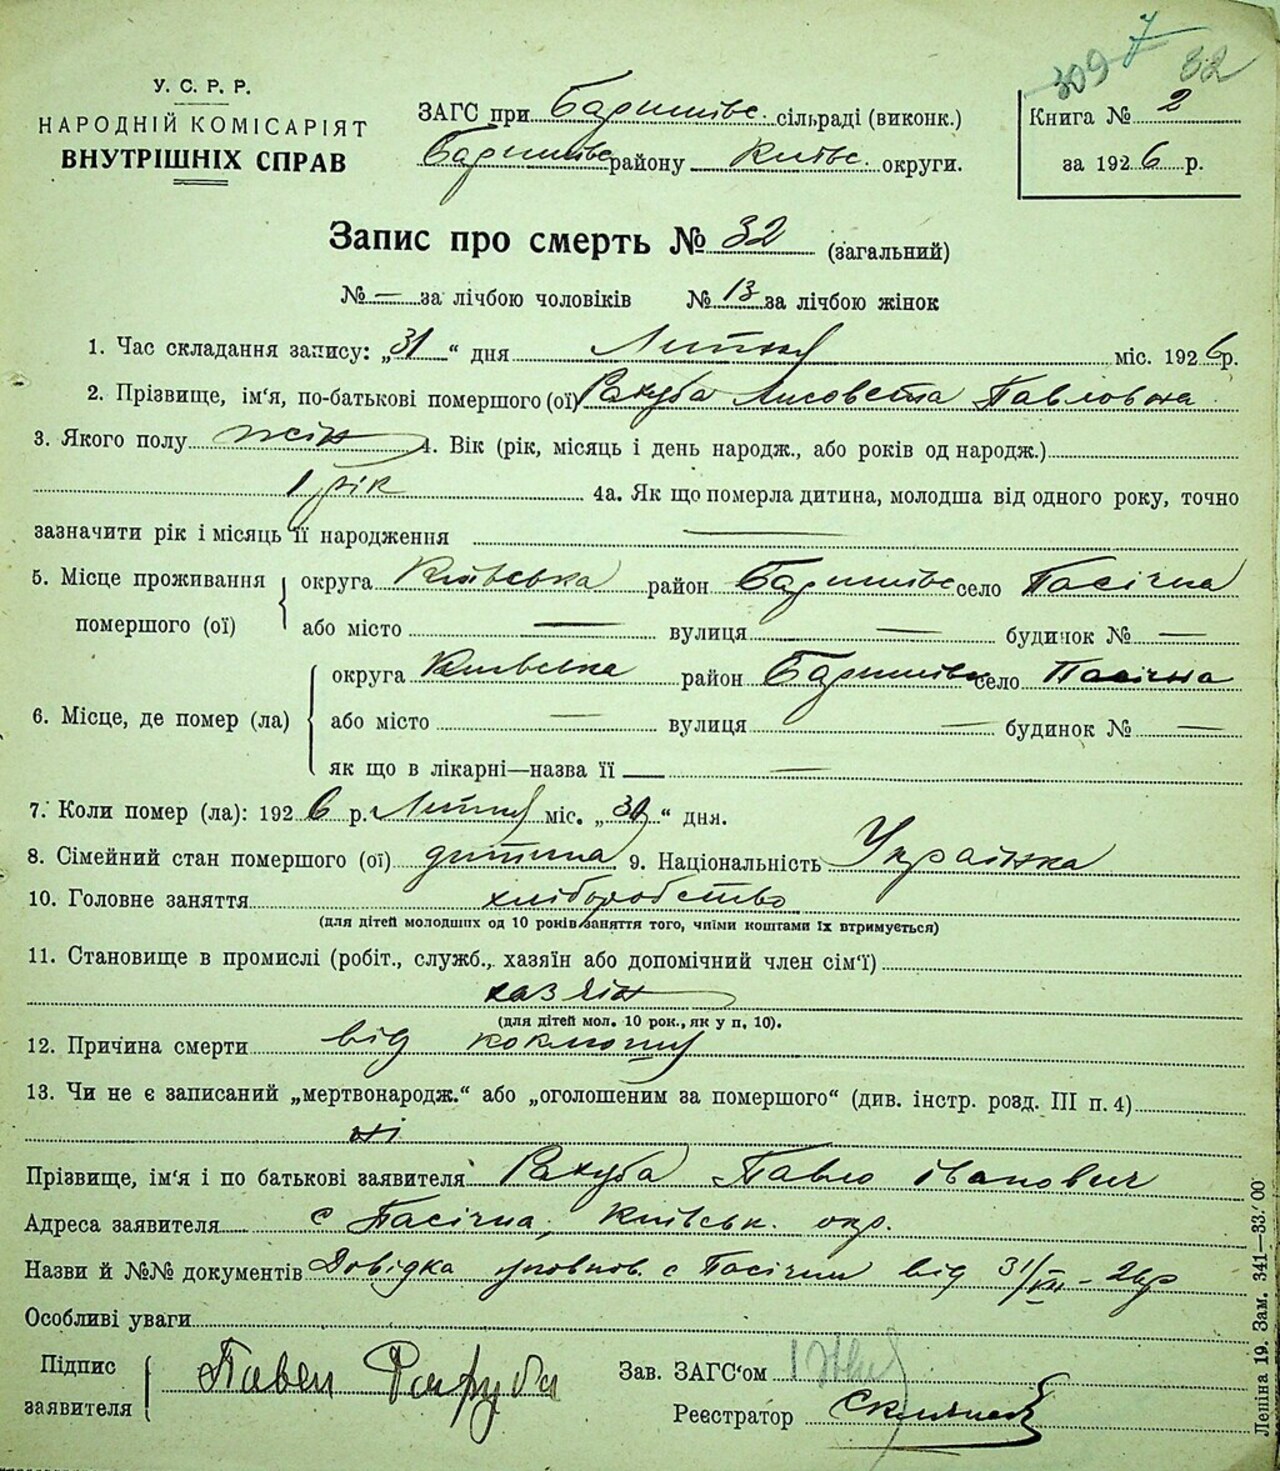 309 7 32
У. С. Р. Р.
НАРОДНІЙ КОМІСАРІЯТ
ВНУТРІШНІХ СПРАВ
ЗАГС при Баришівс. сільраді (виконк.)
Баришівс району Київс. округи.
Книга № 2
за 1926 р.
Запис про смерть № 32 (загальний)
№ — за лічбою чоловіків № 13 за лічбою жінок
1. Час складання запису: „31“ дня Липня міс. 1926р.
2. Прізвище, ім'я, по-батькові помершого (ої) Рахуба Лисовета Павловна
3. Якого полу жін 4. Вік (рік, місяць і день народж., або років од народж.)
1 рік 4а. Як що померла дитина, молодша від одного року, точно
зазначити рік і місяць її народження —
5. Місце проживання помершого (ої) округа Київська район Баришівс село Пасічна
або місто — вулиця — будинок № —
6. Місце, де помер (ла) округа Київська район Баришівс село Пасічна
або місто — вулиця — будинок № —
як що в лікарні—назва її —
7. Коли помер (ла): 1926 р. Липня міс. „30“ дня.
8. Сімейний стан помершого (ої) дитина 9. Національність Українка
10. Головне заняття хліборобство
(для дітей молодших од 10 років заняття того, чиїми коштами їх втримується)
11. Становище в промислі (робіт., служб., хазяїн або допомічний член сім'ї)
хазяїн
(для дітей мол. 10 рок., як у п. 10).
12. Причина смерти від коклюшу
13. Чи не є записаний „мертвонародж.“ або „оголошеним за помершого“ (див. інстр. розд. III п. 4)
ні
Прізвище, ім'я і по батькові заявителя Рахуба Павло Іванович
Адреса заявителя с Пасічна, Київськ. окр.
Назви й №№ документів Довідка уповнов. с Пасічни від 31/VII - 26р
Особливі уваги
Підпис заявителя Павел Рахуба
Зав. ЗАГС'ом
Реєстратор
Леніна 19. Зам. 341—33.'00